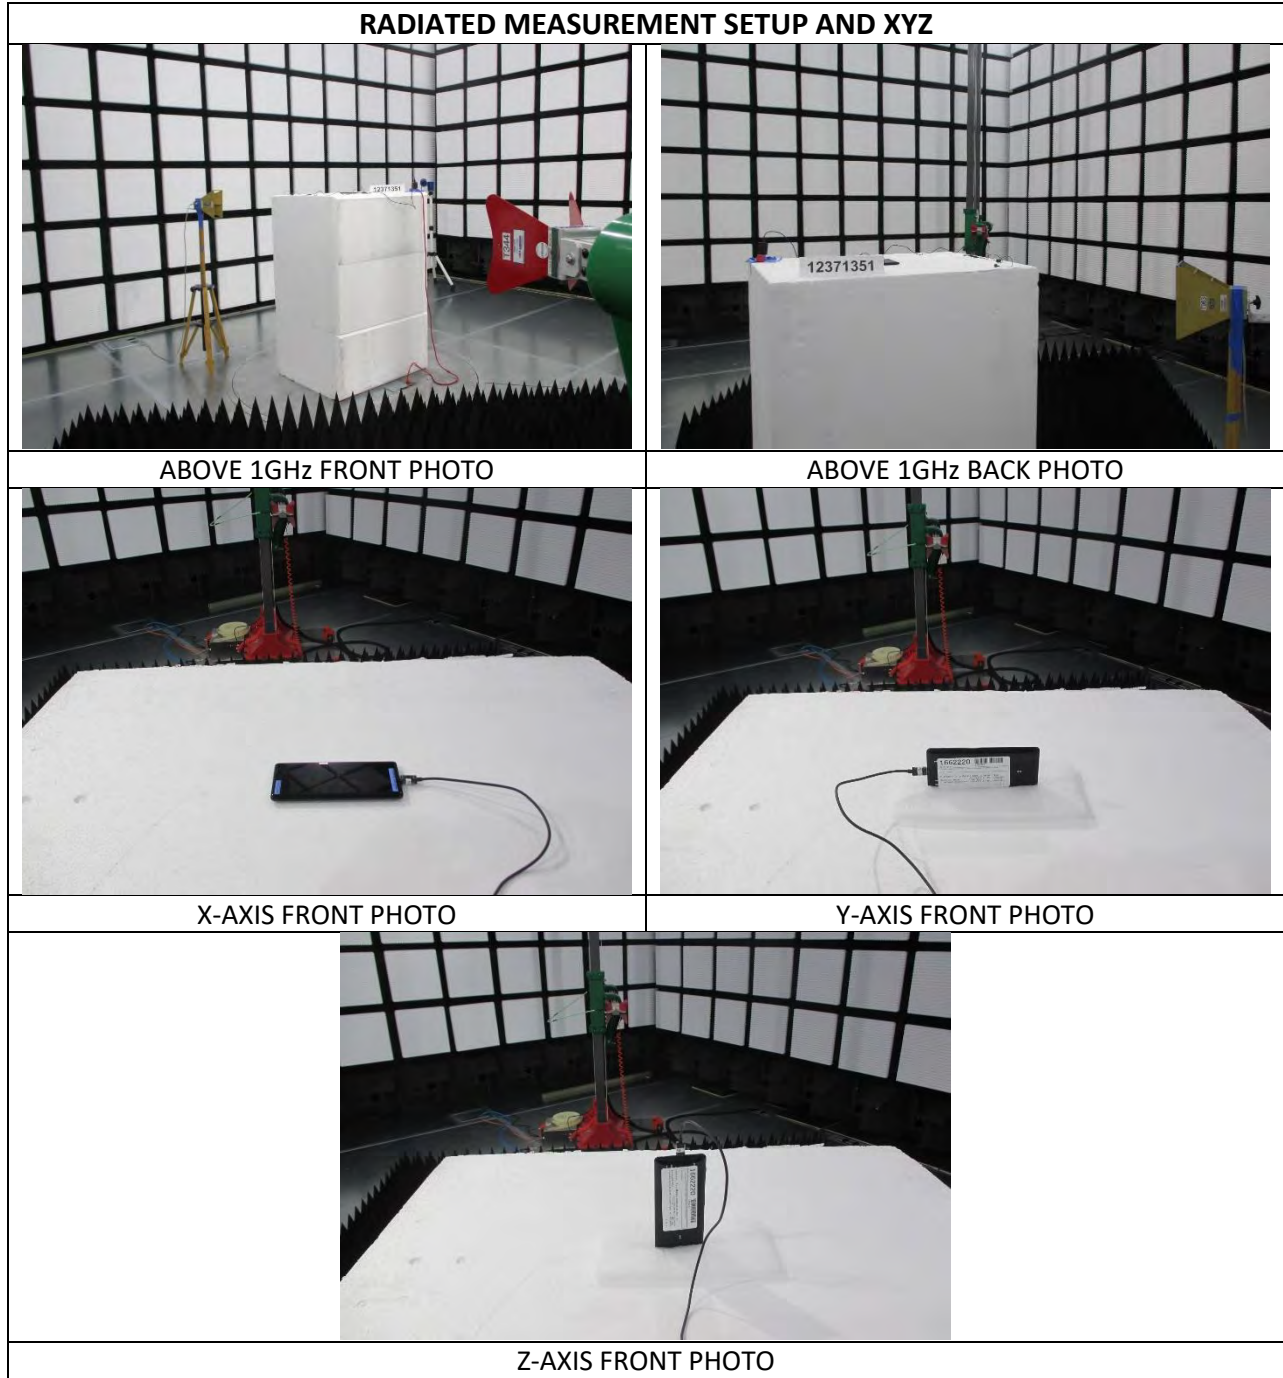 RADIATED MEASUREMENT SETUP AND XYZ
12371351
T344
12371351
ABOVE 1GHz FRONT PHOTO
ABOVE 1GHz BACK PHOTO
1662220
X-AXIS FRONT PHOTO
Y-AXIS FRONT PHOTO
1662220
Z-AXIS FRONT PHOTO